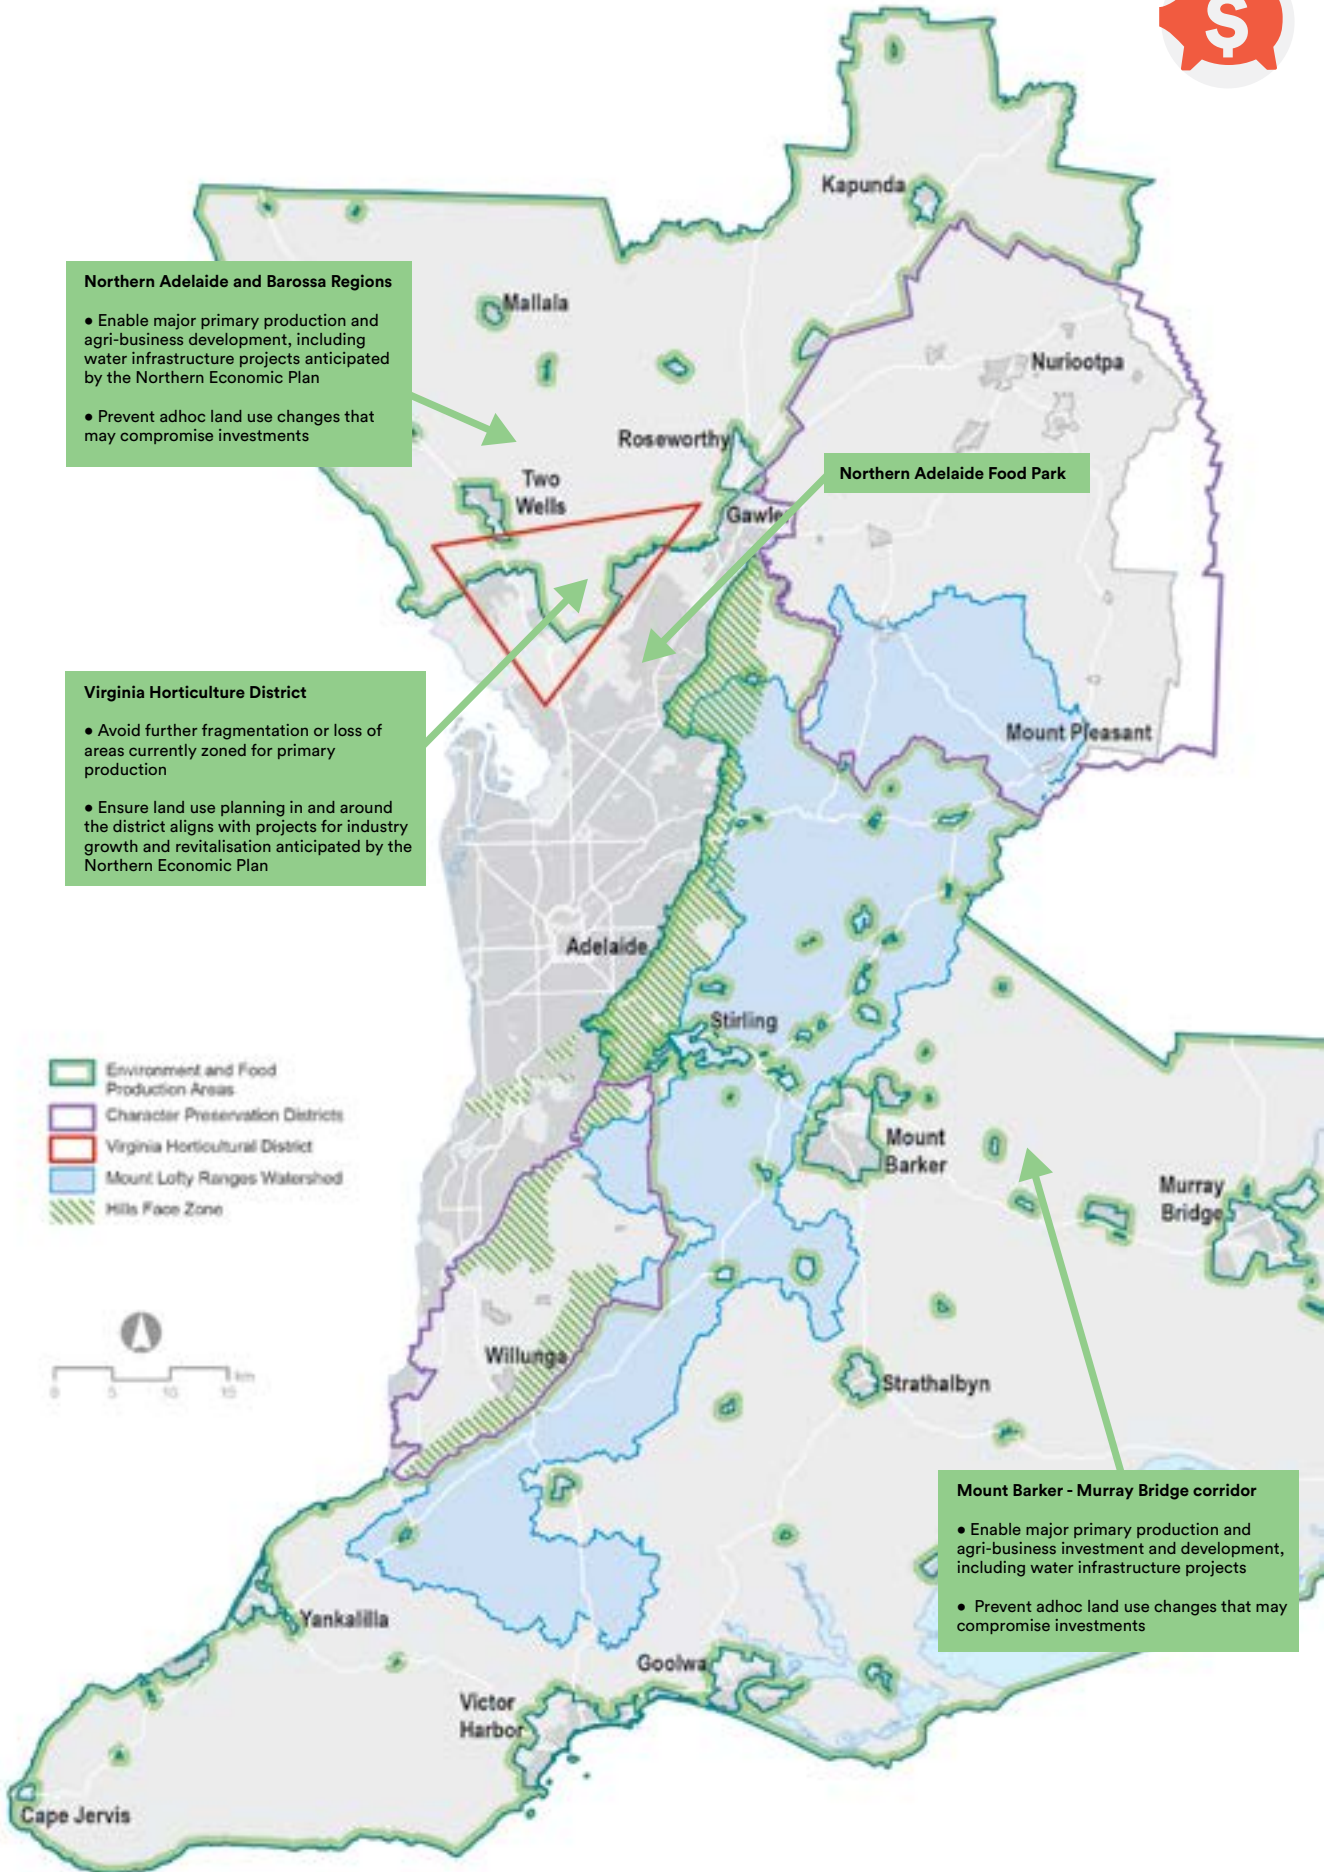 $
Kapunda
Northern Adelaide and Barossa Regions
• Enable major primary production and
agri-business development, including
water infrastructure projects anticipated
by the Northern Economic Plan
• Prevent adhoc land use changes that
may compromise investments
Mallala
Nuriootpa
Roseworthy
Northern Adelaide Food Park
Two
Wells
Gawler
Virginia Horticulture District
• Avoid further fragmentation or loss of
areas currently zoned for primary
production
• Ensure land use planning in and around
the district aligns with projects for industry
growth and revitalisation anticipated by the
Northern Economic Plan
Mount Pleasant
Adelaide
Stirling
Environment and Food
Production Areas
Character Preservation Districts
Virginia Horticultural District
Mount Lofty Ranges Watershed
Hills Face Zone
Mount
Barker
Murray
Bridge
0 5 10 15 km
Willunga
Strathalbyn
Mount Barker - Murray Bridge corridor
• Enable major primary production and
agri-business investment and development,
including water infrastructure projects
• Prevent adhoc land use changes that may
compromise investments
Yankalilla
Goolwa
Victor
Harbor
Cape Jervis